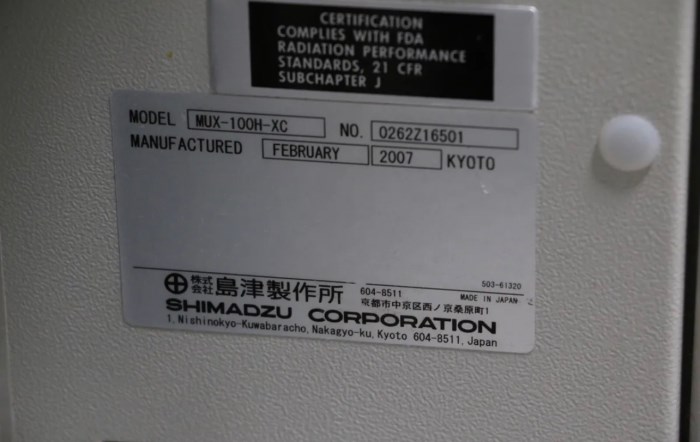 CERTIFICATION
COMPLIES WITH FDA
RADIATION PERFORMANCE
STANDARDS, 21 CFR
SUBCHAPTER J
MODEL MUX-100H-XC NO. 0262Z16501
MANUFACTURED FEBRUARY 2007 KYOTO
503-61320
株式会社 島津製作所 604-8511 MADE IN JAPAN
京都市中京区西ノ京桑原町1
SHIMADZU CORPORATION
1, Nishinokyo-Kuwabaracho, Nakagyo-ku, Kyoto 604-8511, Japan